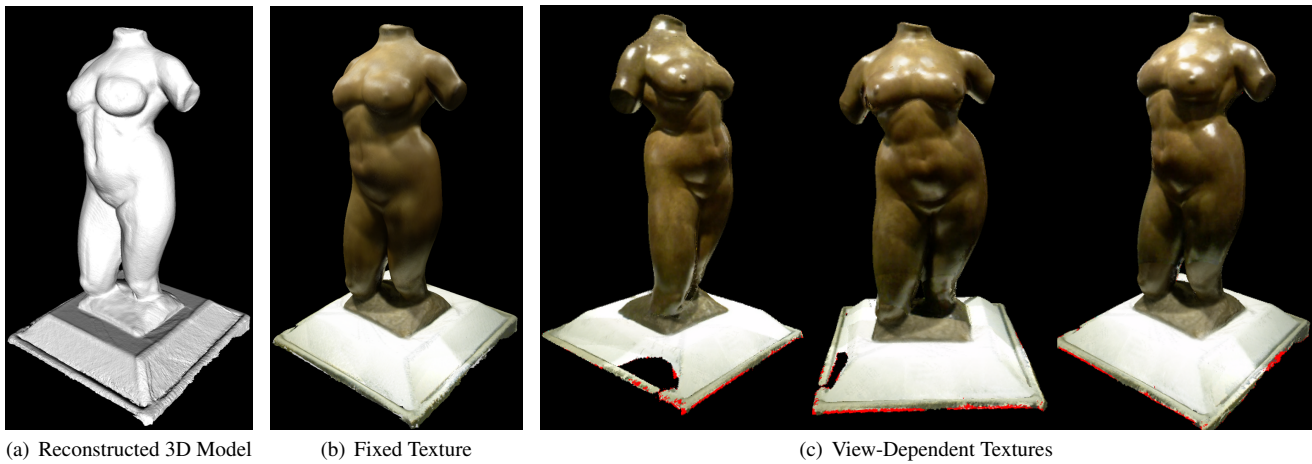 (a) Reconstructed 3D Model
(b) Fixed Texture
(c) View-Dependent Textures